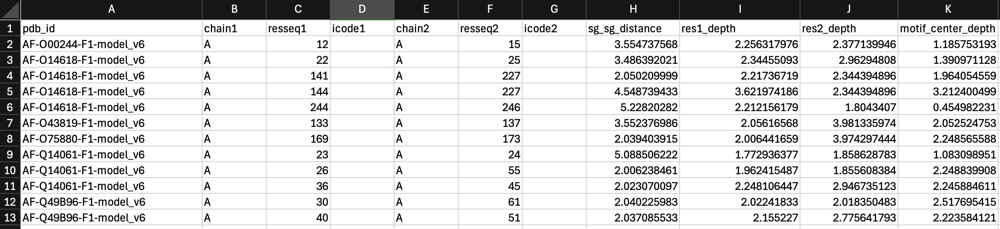 A B C D E F G H I J K
1 pdb_id chain1 resseq1 icode1 chain2 resseq2 icode2 sg_sg_distance res1_depth res2_depth motif_center_depth
2 AF-O00244-F1-model_v6 A 12 A 15 3.554737568 2.256317976 2.377139946 1.185753193
3 AF-O14618-F1-model_v6 A 22 A 25 3.486392021 2.34455093 2.96294808 1.390971128
4 AF-O14618-F1-model_v6 A 141 A 227 2.050209999 2.21736719 2.344394896 1.964054559
5 AF-O14618-F1-model_v6 A 144 A 227 4.548739433 3.621974186 2.344394896 3.212400499
6 AF-O14618-F1-model_v6 A 244 A 246 5.22820282 2.212156179 1.8043407 0.454982231
7 AF-O43819-F1-model_v6 A 133 A 137 3.552376986 2.05616568 3.981335974 2.052524753
8 AF-O75880-F1-model_v6 A 169 A 173 2.039403915 2.006441659 3.974297444 2.248565588
9 AF-Q14061-F1-model_v6 A 23 A 24 5.088506222 1.772936377 1.858628783 1.083098951
10 AF-Q14061-F1-model_v6 A 26 A 55 2.006238461 1.962415487 1.855608384 2.248839908
11 AF-Q14061-F1-model_v6 A 36 A 45 2.023070097 2.248106447 2.946735123 2.245884611
12 AF-Q49B96-F1-model_v6 A 30 A 61 2.040225983 2.02241833 2.018350483 2.517695415
13 AF-Q49B96-F1-model_v6 A 40 A 51 2.037085533 2.155227 2.775641793 2.223584121